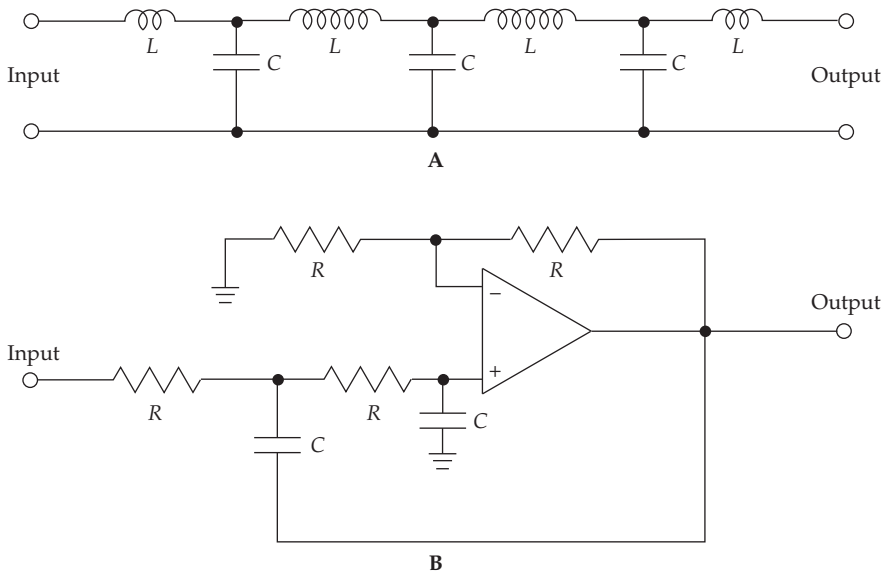 L L L L
C C C
Input Output
A
R R
−
Output
Input
+
R R
C
C
B